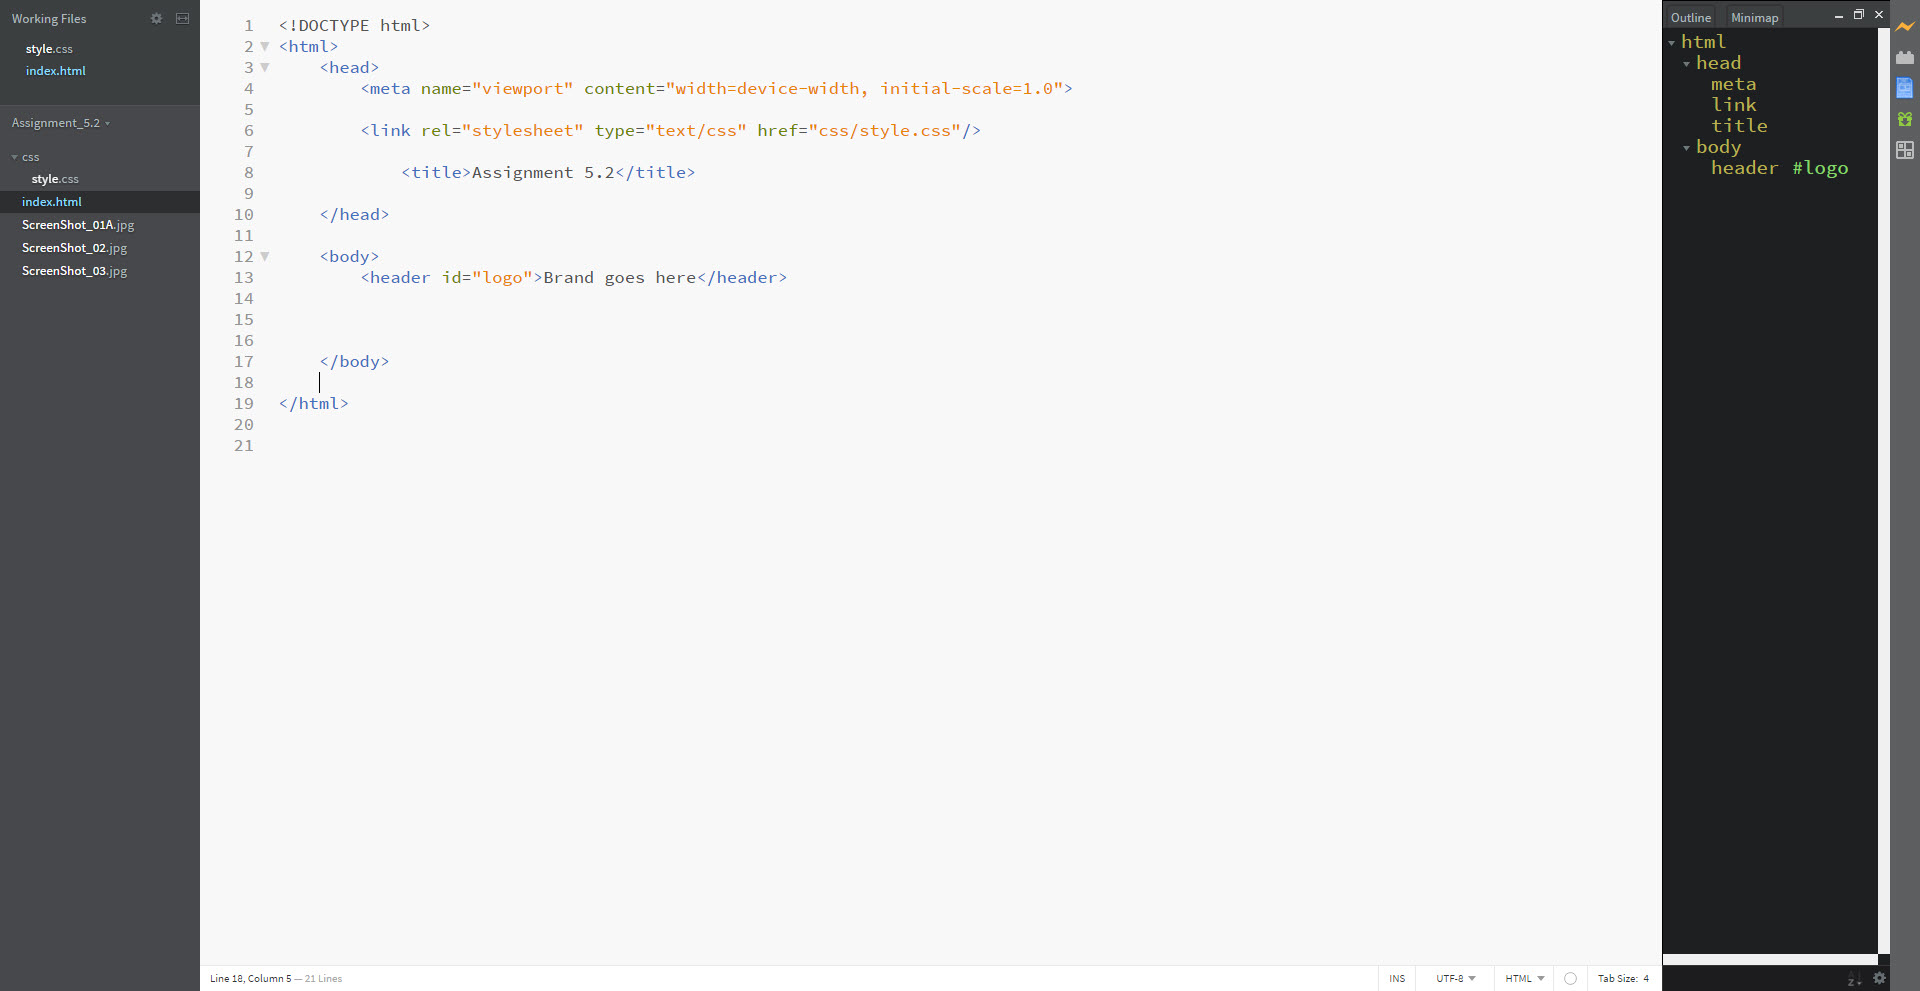 Working Files
style.css
index.html
Assignment_5.2
css
style.css
index.html
ScreenShot_01A.jpg
ScreenShot_02.jpg
ScreenShot_03.jpg
1 <!DOCTYPE html>
2 <html>
3 <head>
4 <meta name="viewport" content="width=device-width, initial-scale=1.0">
5
6 <link rel="stylesheet" type="text/css" href="css/style.css"/>
7
8 <title>Assignment 5.2</title>
9
10 </head>
11
12 <body>
13 <header id="logo">Brand goes here</header>
14
15
16
17 </body>
18
19 </html>
20
21
Line 18, Column 5 — 21 Lines
INS UTF-8 HTML Tab Size: 4
Outline Minimap
html
head
meta
link
title
body
header #logo